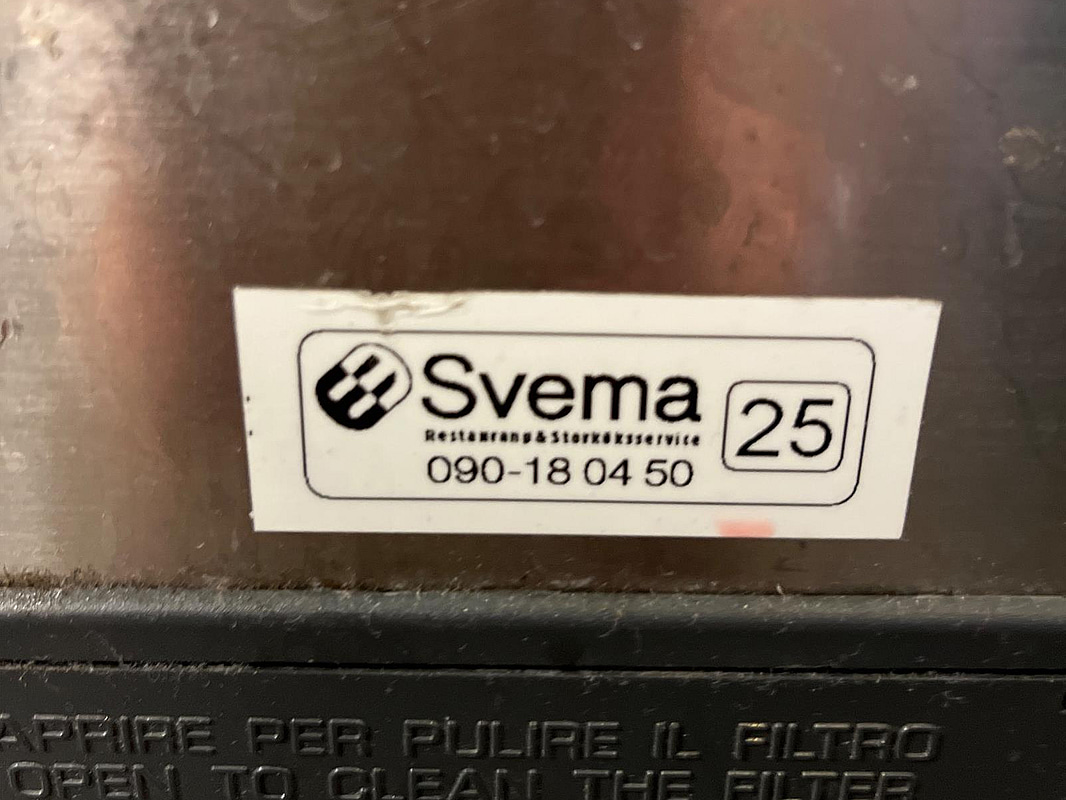 Svema
Restaurang & Storköksservice
090-18 04 50
25
APRIRE PER PULIRE IL FILTRO
OPEN TO CLEAN THE FILTER